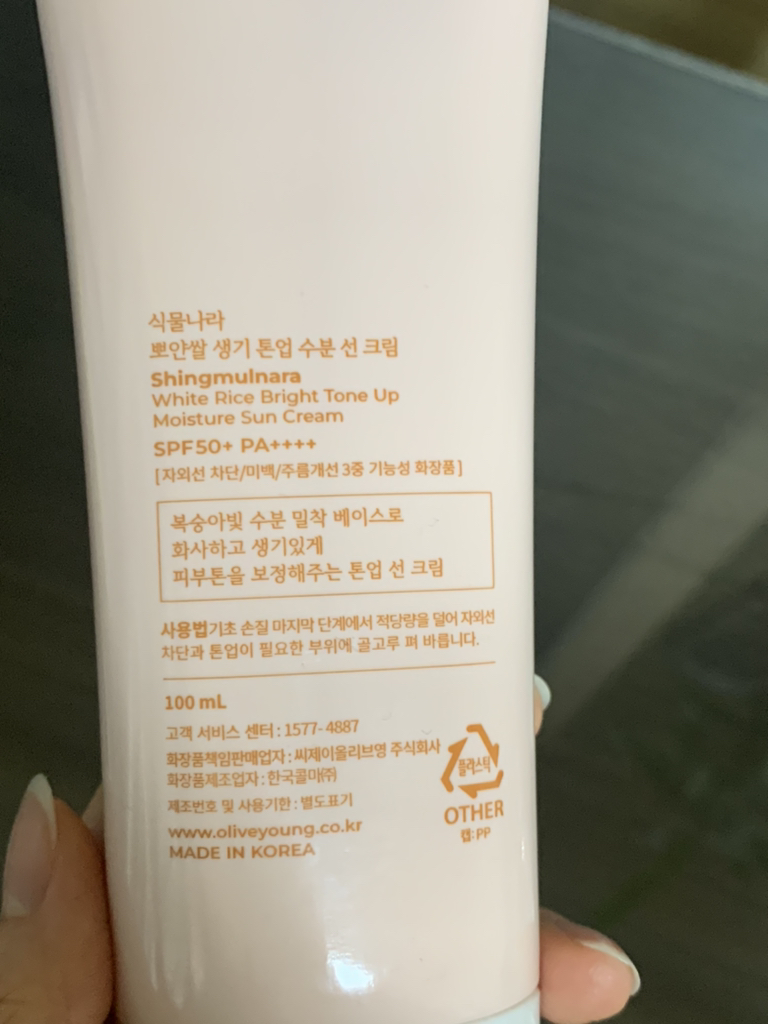 식물나라
뽀얀쌀 생기 톤업 수분 선 크림
Shingmulnara
White Rice Bright Tone Up
Moisture Sun Cream
SPF50+ PA++++
[자외선 차단/미백/주름개선 3중 기능성 화장품]
복숭아빛 수분 밀착 베이스로
화사하고 생기있게
피부톤을 보정해주는 톤업 선 크림
사용법기초 손질 마지막 단계에서 적당량을 덜어 자외선
차단과 톤업이 필요한 부위에 골고루 펴 바릅니다.
100 mL
고객 서비스 센터 : 1577- 4887
화장품책임판매업자 : 씨제이올리브영 주식회사
화장품제조업자 : 한국콜마㈜
제조번호 및 사용기한 : 별도표기
www.oliveyoung.co.kr
MADE IN KOREA
플라스틱
OTHER
캡: PP